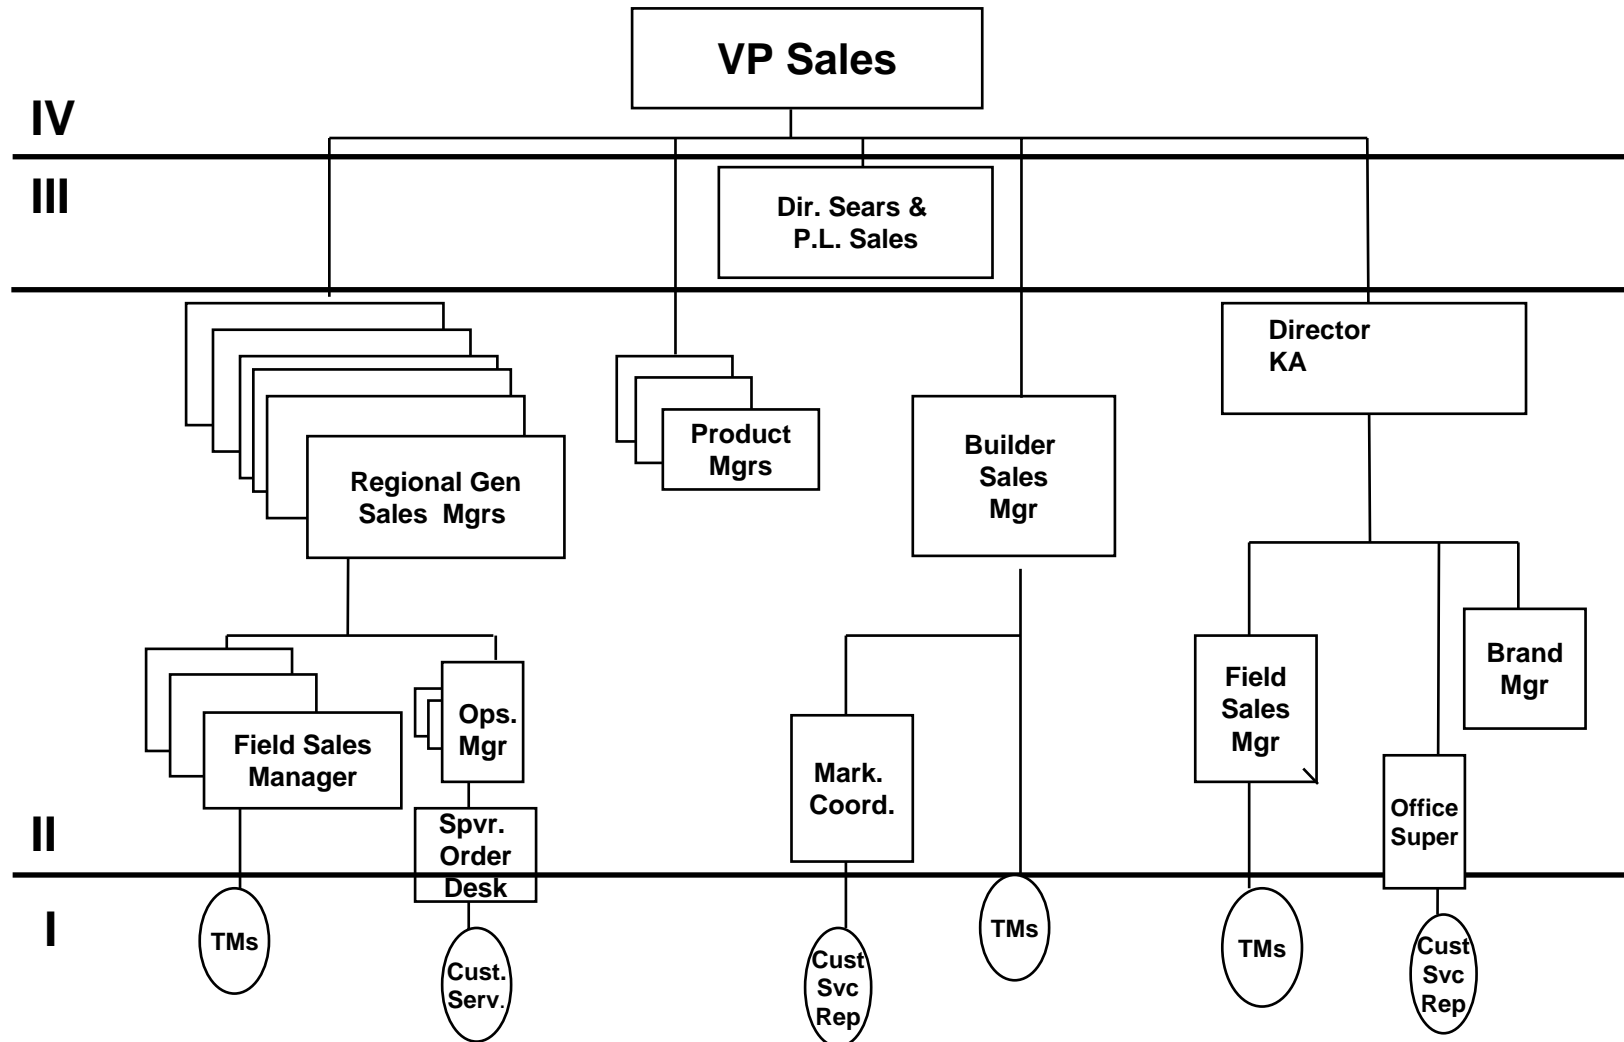 VP Sales
IV
III
Dir. Sears &
P.L. Sales
Regional Gen
Sales Mgrs
Product
Mgrs
Builder
Sales
Mgr
Director
KA
Field Sales
Manager
Ops.
Mgr
Spvr.
Order
Desk
Mark.
Coord.
Field
Sales
Mgr
Office
Super
Brand
Mgr
II
I
TMs
Cust.
Serv.
Cust
Svc
Rep
TMs
TMs
Cust
Svc
Rep